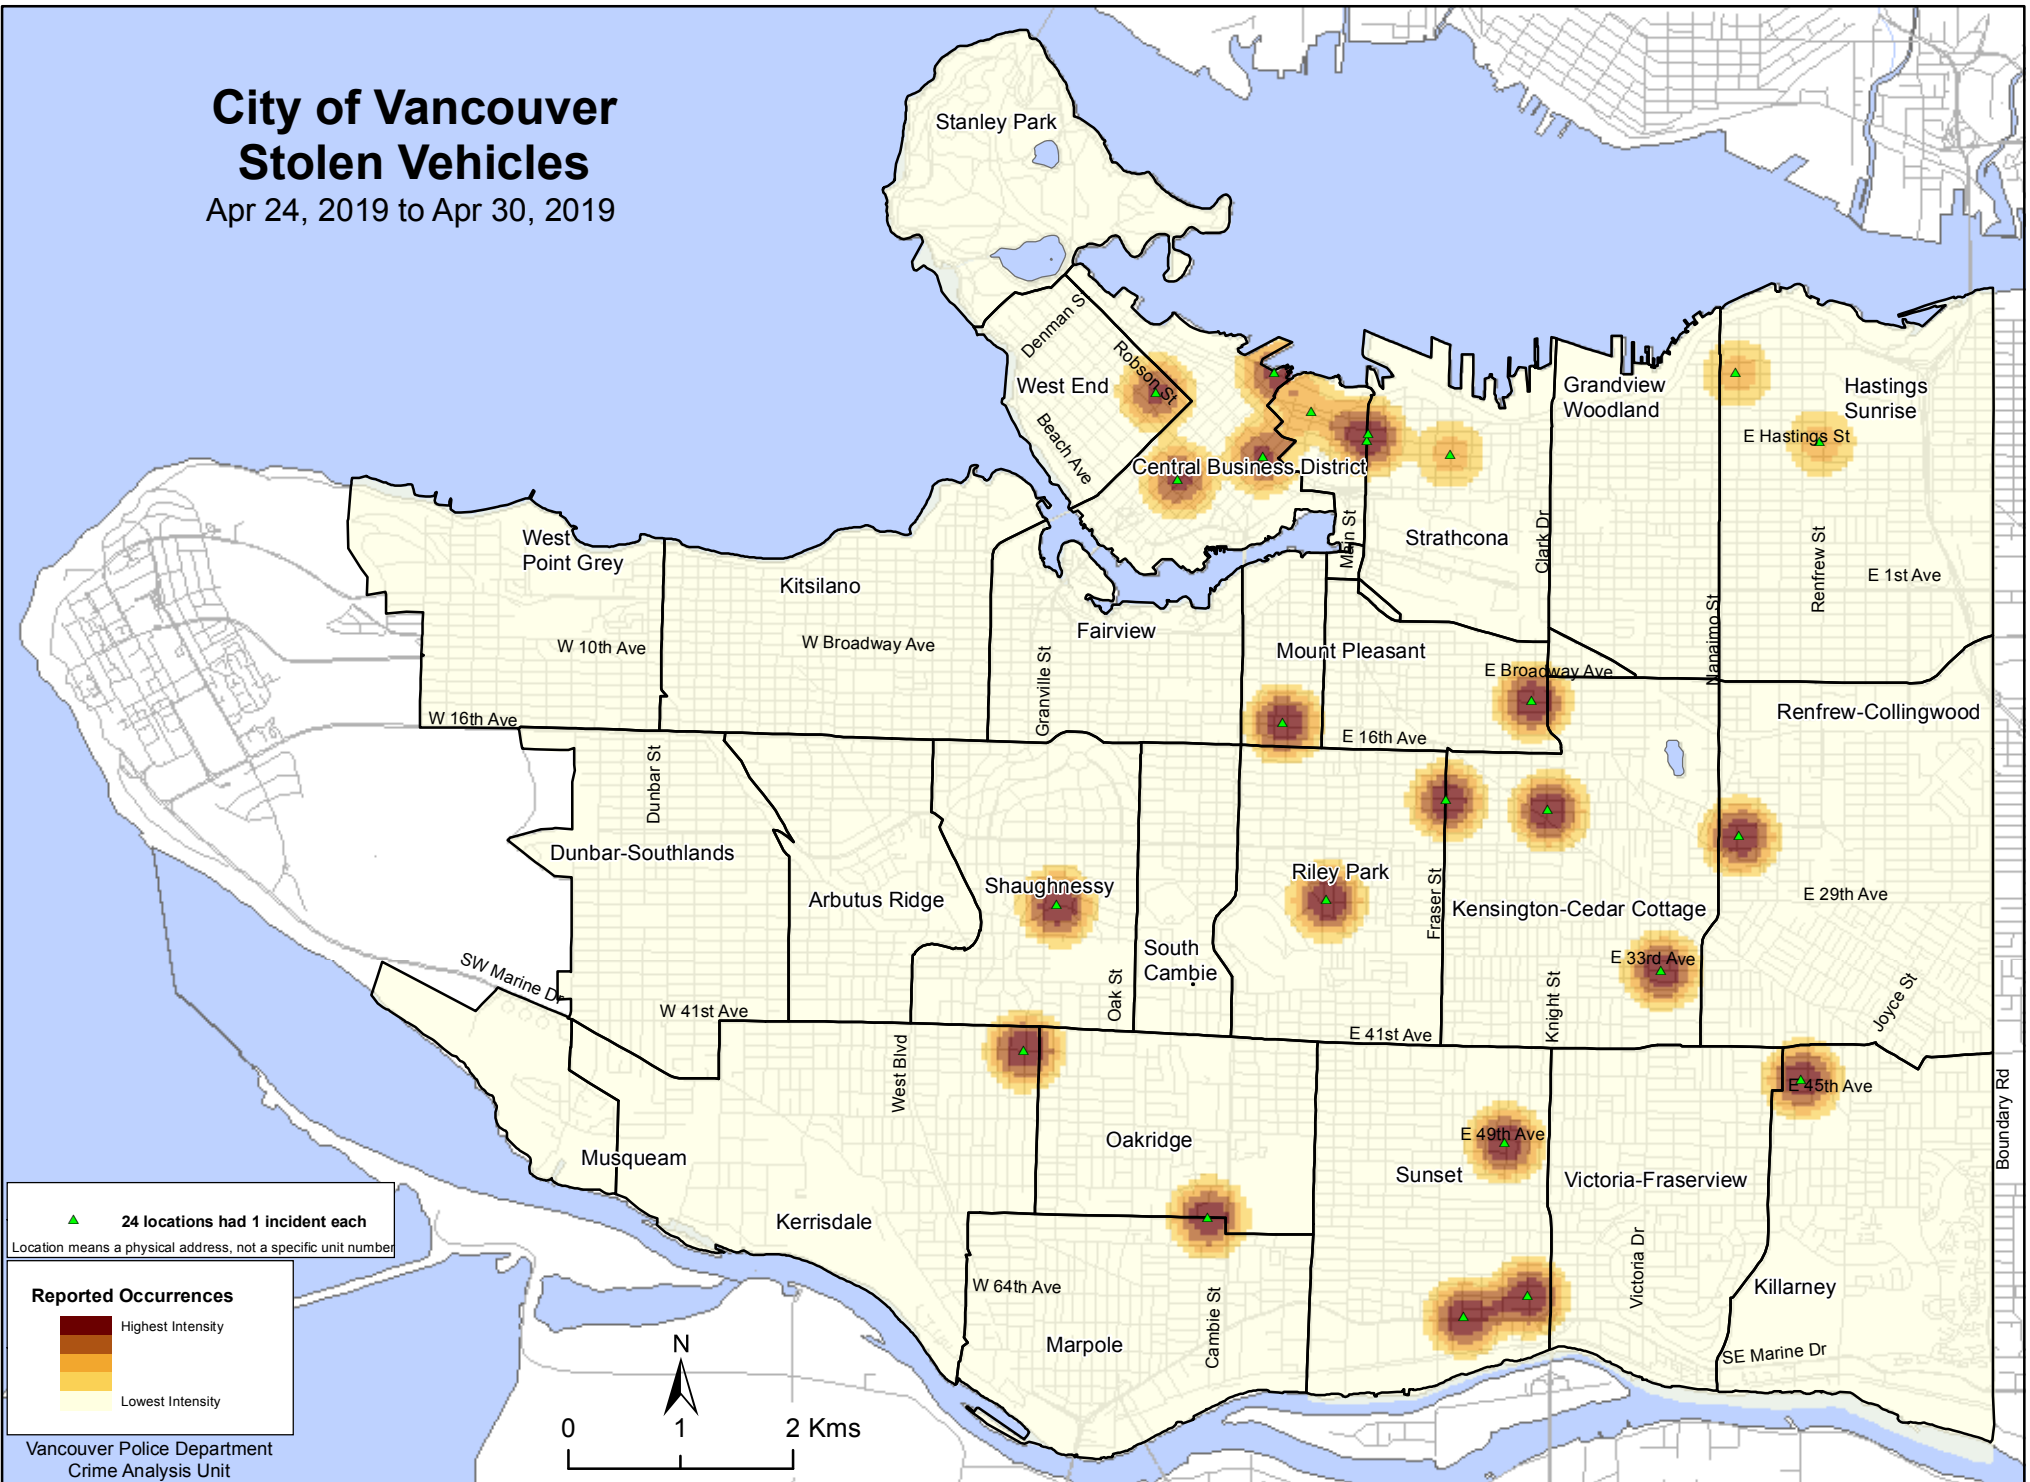 City of Vancouver
Stolen Vehicles
Apr 24, 2019 to Apr 30, 2019
Stanley Park
Denman S
Robson St
West End
Beach Ave
Central Business District
Grandview
Woodland
Hastings
Sunrise
E Hastings St
West
Point Grey
Kitsilano
Fairview
Main St
Strathcona
Clark Dr
Nanaimo St
Renfrew St
E 1st Ave
W 10th Ave
W Broadway Ave
Granville St
Mount Pleasant
E Broadway Ave
W 16th Ave
E 16th Ave
Renfrew-Collingwood
Dunbar St
Dunbar-Southlands
Arbutus Ridge
Shaughnessy
Riley Park
Fraser St
Kensington-Cedar Cottage
E 29th Ave
South
Cambie
Oak St
SW Marine Dr
W 41st Ave
E 33rd Ave
Knight St
Joyce St
E 41st Ave
West Blvd
E 45th Ave
Boundary Rd
Musqueam
Oakridge
E 49th Ave
Sunset
Victoria-Fraserview
Kerrisdale
W 64th Ave
Cambie St
Victoria Dr
Killarney
Marpole
SE Marine Dr
24 locations had 1 incident each
Location means a physical address, not a specific unit number
Reported Occurrences
Highest Intensity
Lowest Intensity
Vancouver Police Department
Crime Analysis Unit
N
0 1 2 Kms